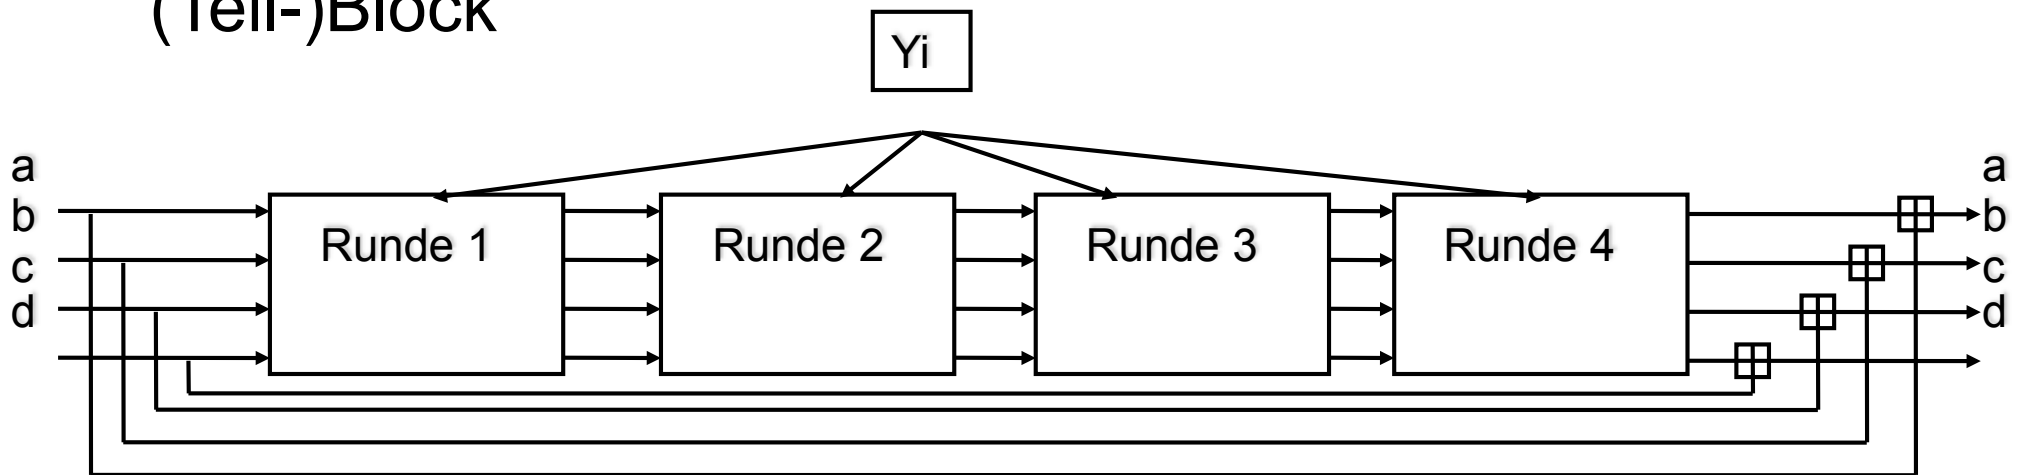 (Teil-)Block
Yi
a
b
c
d
Runde 1
Runde 2
Runde 3
Runde 4
a
b
c
d